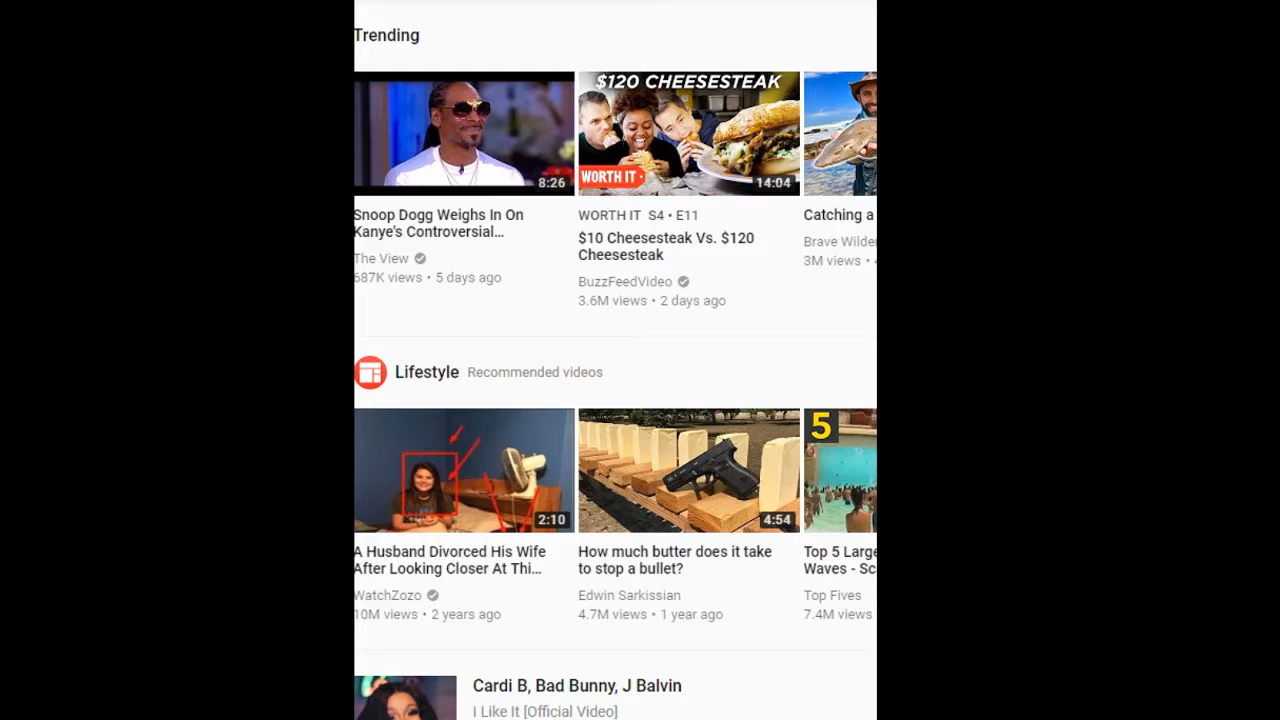 Trending
$120 CHEESESTEAK
WORTH IT
8:26
14:04
Snoop Dogg Weighs In On
Kanye's Controversial...
The View
687K views • 5 days ago
WORTH IT S4 • E11
$10 Cheesesteak Vs. $120
Cheesesteak
BuzzFeedVideo
3.6M views • 2 days ago
Catching a
Brave
3M views •
Lifestyle Recommended videos
5
2:10
4:54
A Husband Divorced His Wife
After Looking Closer At Thi...
WatchZozo
10M views • 2 years ago
How much butter does it take
to stop a bullet?
Edwin Sarkissian
4.7M views • 1 year ago
Top 5
Waves -
Top Fives
7.4M views
Cardi B, Bad Bunny, J Balvin
I Like It [Official Video]